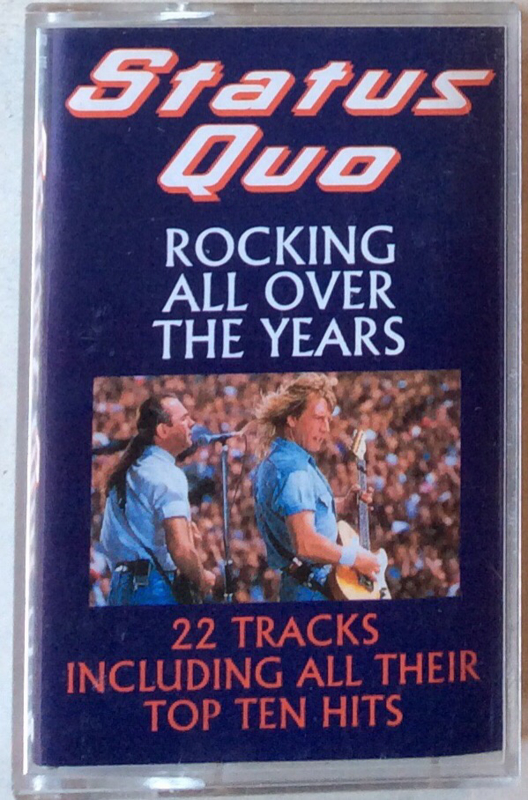 Status
Quo
ROCKING
ALL OVER
THE YEARS
22 TRACKS
INCLUDING ALL THEIR
TOP TEN HITS